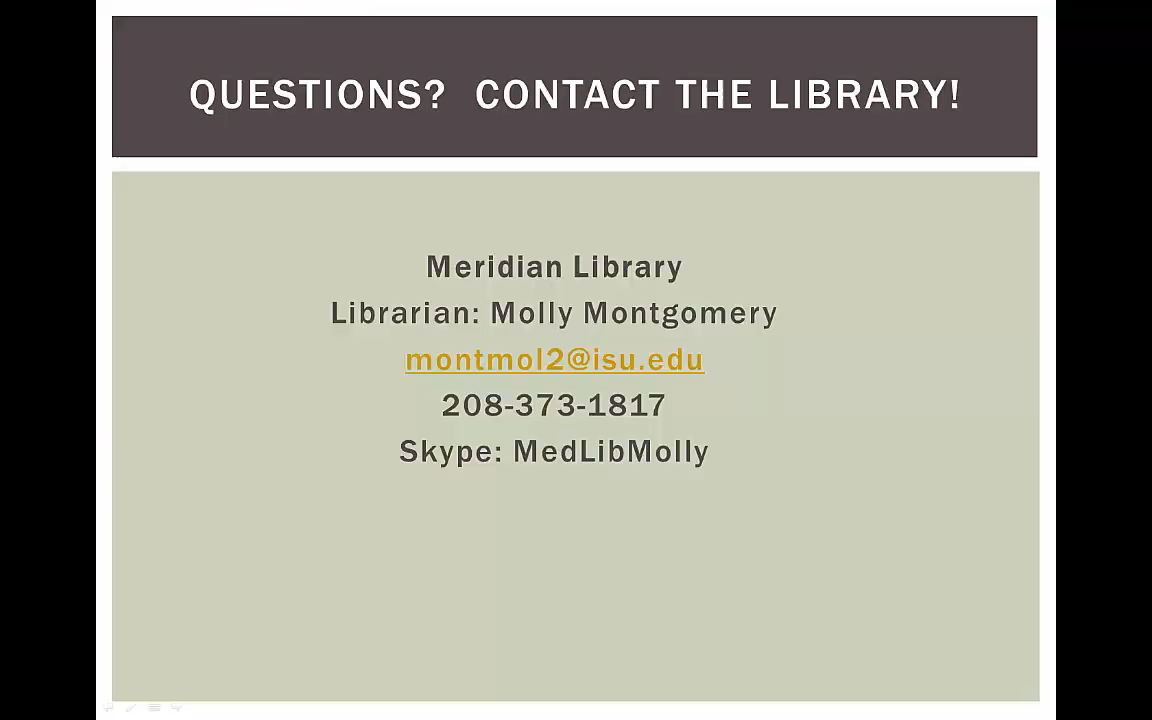 QUESTIONS? CONTACT THE LIBRARY!
Meridian Library
Librarian: Molly Montgomery
montmol2@isu.edu
208-373-1817
Skype: MedLibMolly